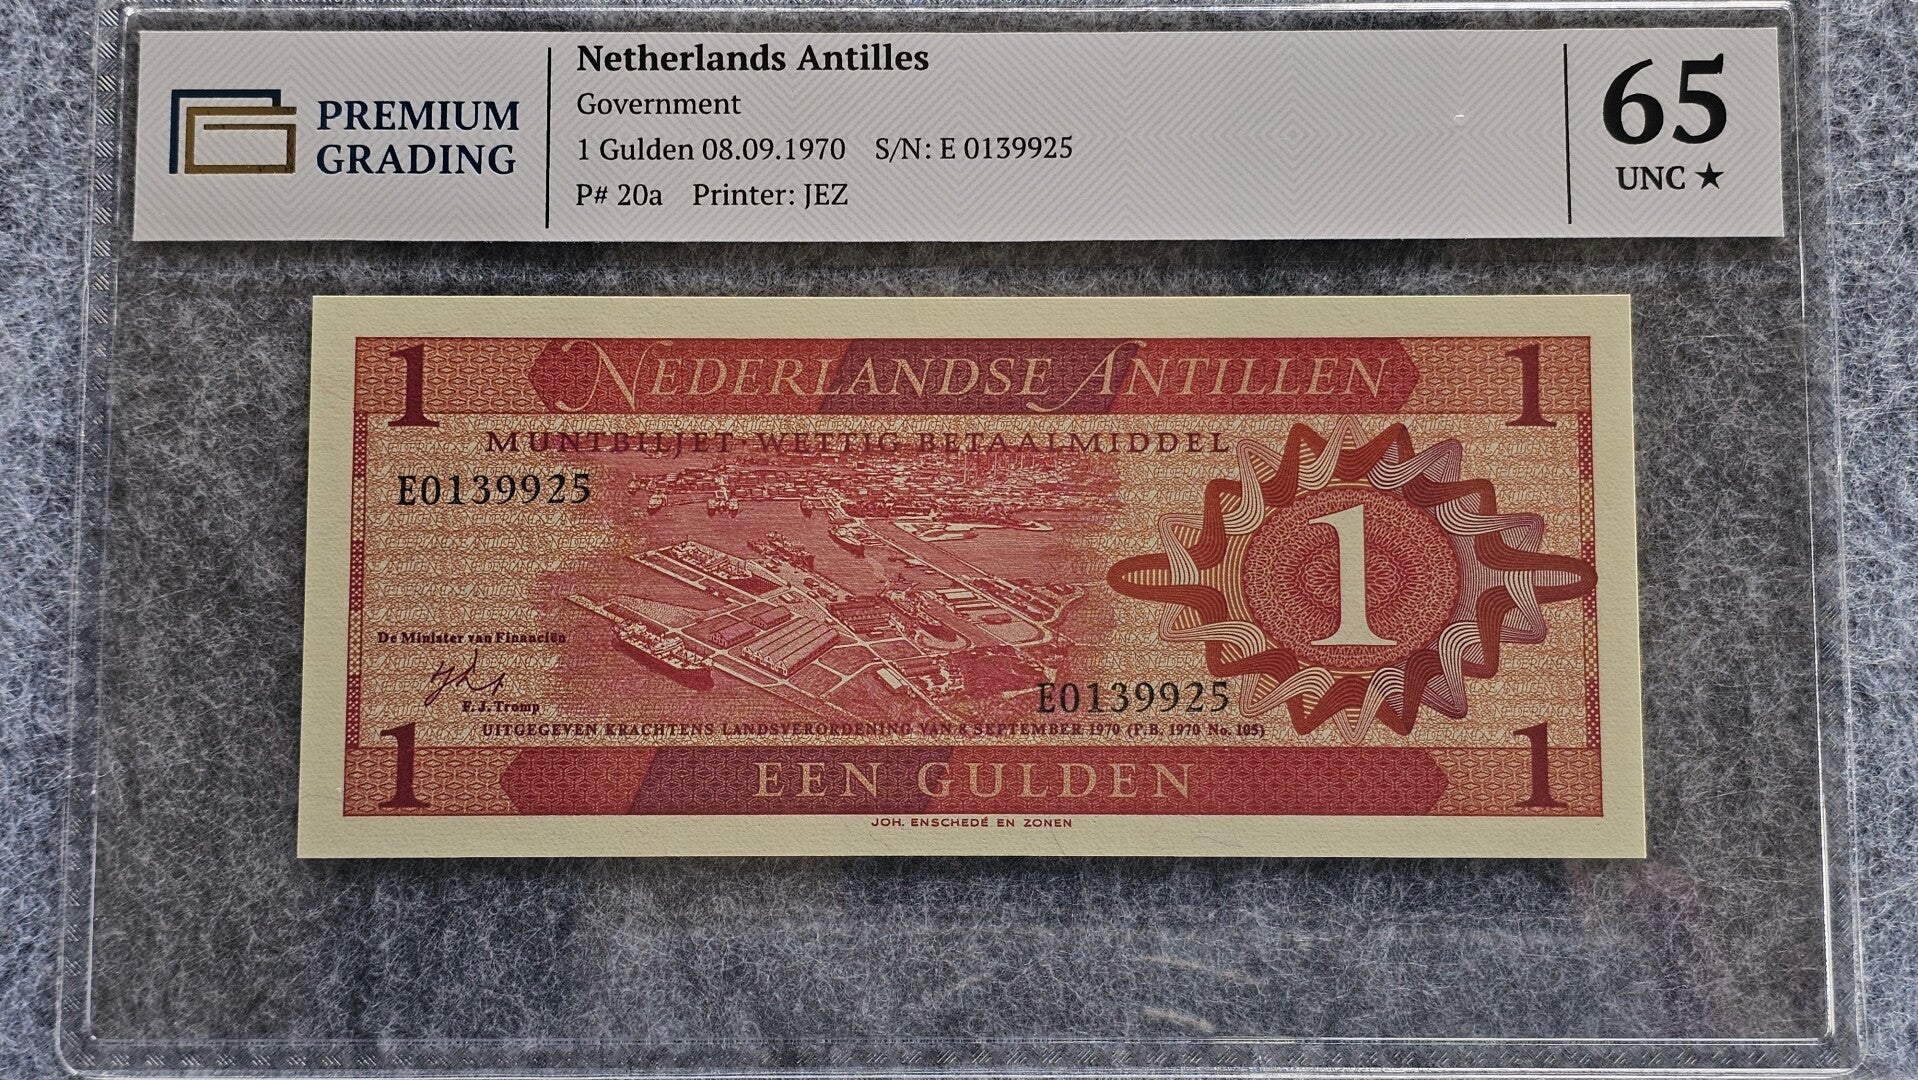 PREMIUM
GRADING
Netherlands Antilles
Government
1 Gulden 08.09.1970 S/N: E 0139925
P# 20a Printer: JEZ
65
UNC ★
1 NEDERLANDSE ANTILLEN 1
MUNTBILJET · WETTIG BETAALMIDDEL
E0139925
1
De Minister van Financiën
F. J. Tromp
E0139925
UITGEGEVEN KRACHTENS LANDSVERORDENING VAN 8 SEPTEMBER 1970 (P.B. 1970 No. 105)
1 EEN GULDEN 1
JOH. ENSCHEDÉ EN ZONEN